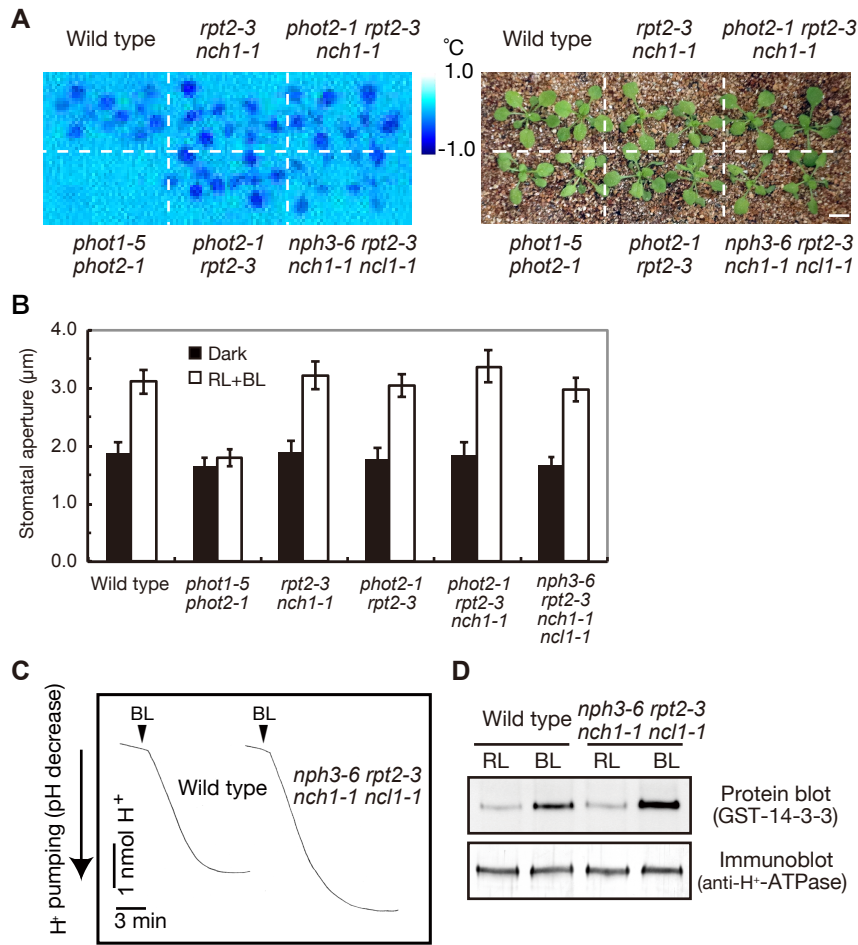 A
Wild type
rpt2-3
nch1-1
phot2-1 rpt2-3
nch1-1
°C
1.0
-1.0
phot1-5
phot2-1
phot2-1
rpt2-3
nph3-6 rpt2-3
nch1-1 ncl1-1
Wild type
rpt2-3
nch1-1
phot2-1 rpt2-3
nch1-1
phot1-5
phot2-1
phot2-1
rpt2-3
nph3-6 rpt2-3
nch1-1 ncl1-1
B
Stomatal aperture (µm)
4.0
3.0
2.0
1.0
0.0
Dark
RL+BL
Wild type
phot1-5
phot2-1
rpt2-3
nch1-1
phot2-1
rpt2-3
phot2-1
rpt2-3
nch1-1
nph3-6
rpt2-3
nch1-1
ncl1-1
C
H⁺ pumping (pH decrease)
BL
BL
Wild type
nph3-6 rpt2-3
nch1-1 ncl1-1
1 nmol H⁺
3 min
D
Wild type
nph3-6 rpt2-3
nch1-1 ncl1-1
RL BL RL BL
Protein blot
(GST-14-3-3)
Immunoblot
(anti-H⁺-ATPase)